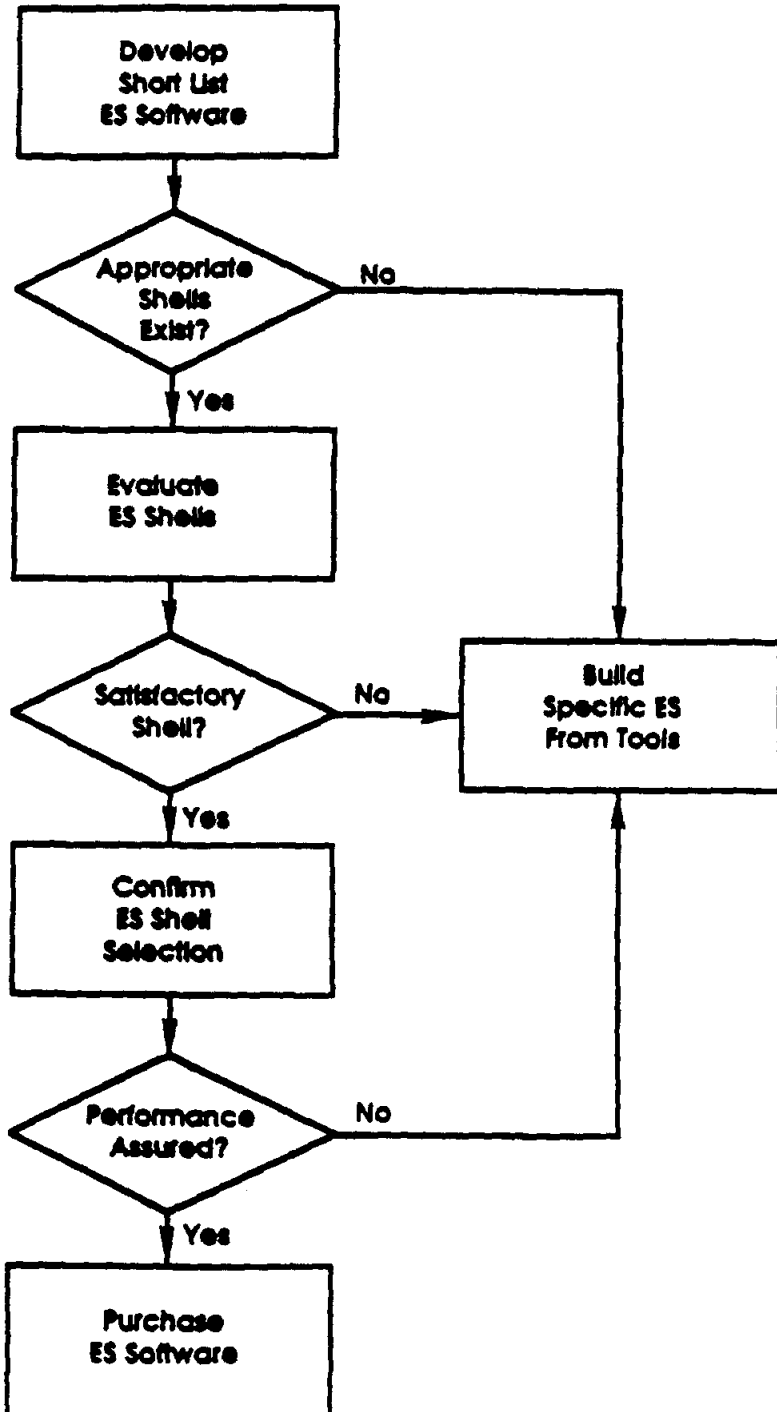 Develop
Short List
ES Software
Appropriate
Shells
Exist?
No
Yes
Evaluate
ES Shells
Satisfactory
Shell?
No
Build
Specific ES
From Tools
Yes
Confirm
ES Shell
Selection
Performance
Assured?
No
Yes
Purchase
ES Software